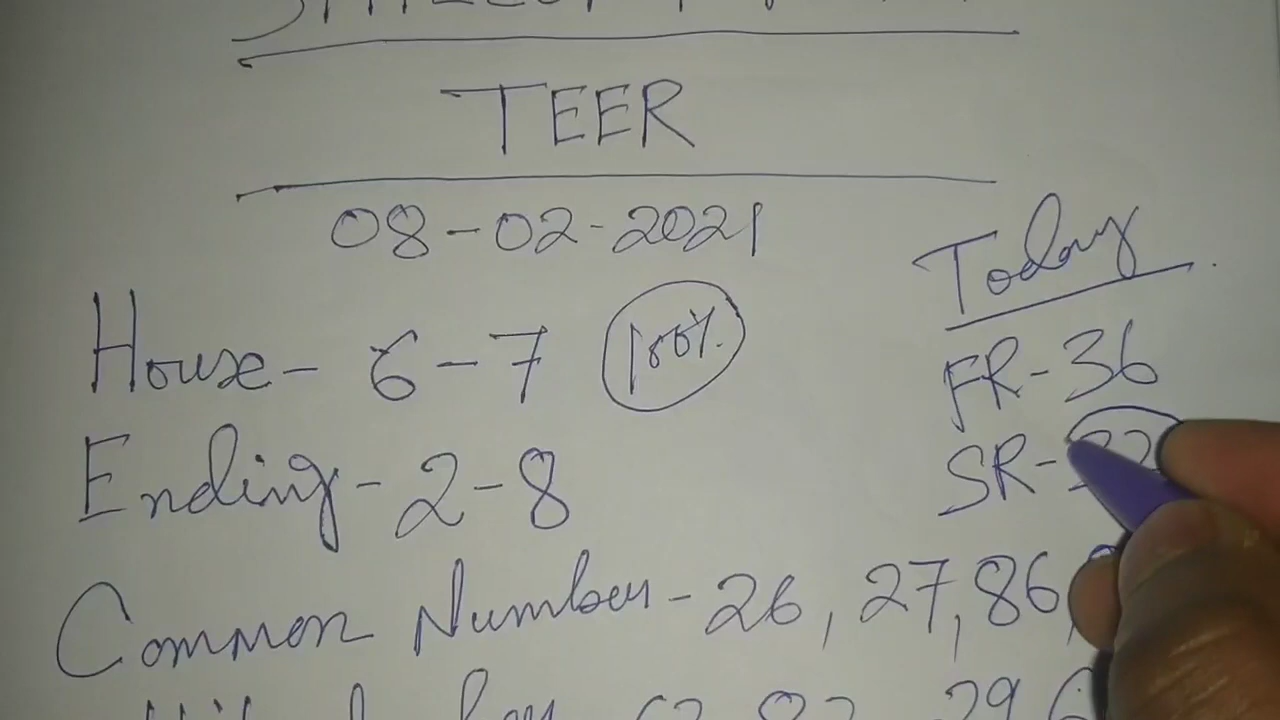 TEER
08-02-2021
House- 6-7 100%
Ending-2-8
Common Number-26, 27,86,
Today
FR-36
SR-